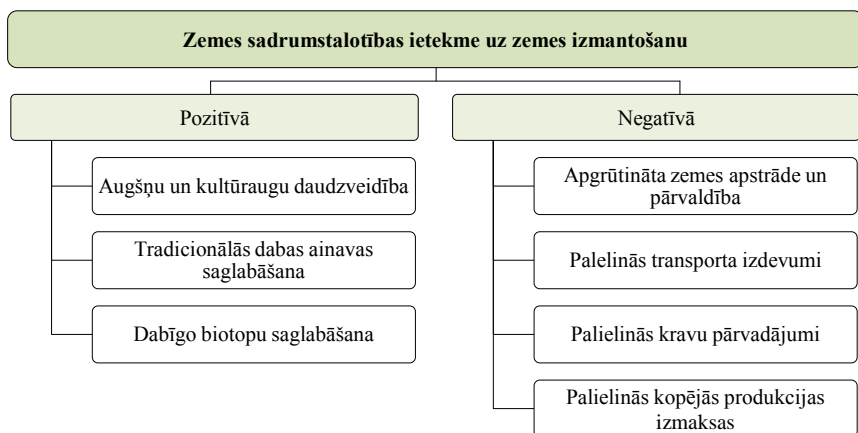 Zemes sadrumstalotības ietekme uz zemes izmantošanu
Pozitīvā
Augšņu un kultūraugu daudzveidība
Tradicionālās dabas ainavas
saglabāšana
Dabīgo biotopu saglabāšana
Negatīvā
Apgrūtināta zemes apstrāde un
pārvaldība
Palelinās transporta izdevumi
Palielinās kravu pārvadājumi
Palielinās kopējās produkcijas
izmaksas